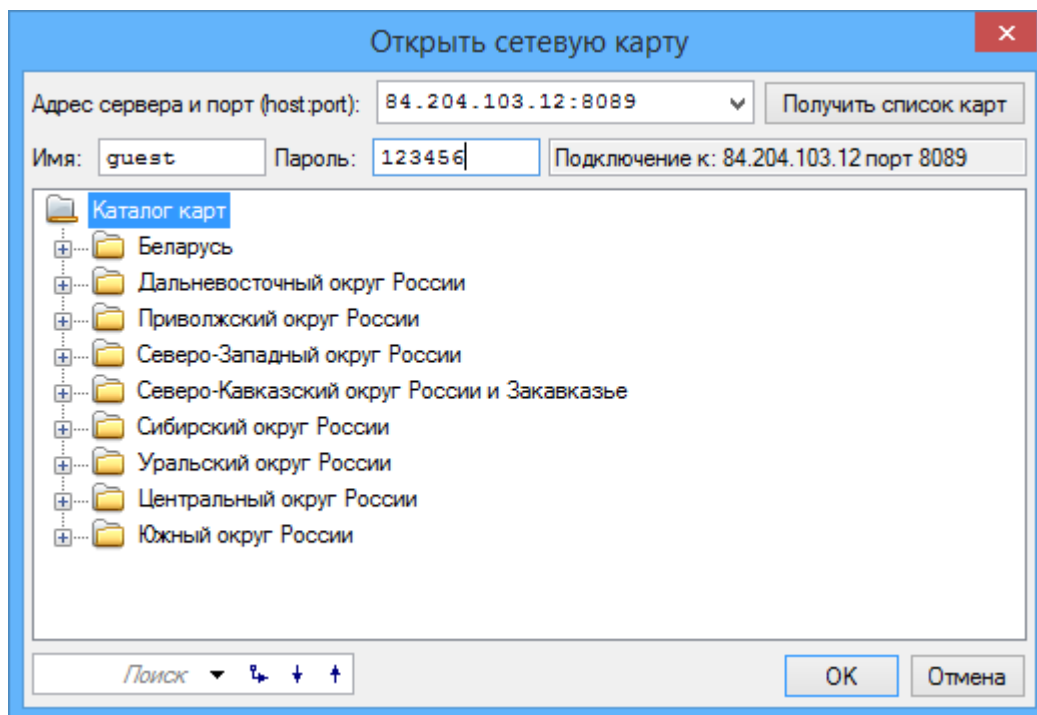 Открыть сетевую карту
Адрес сервера и порт (host:port): 84.204.103.12:8089 Получить список карт
Имя: guest Пароль: 123456 Подключение к: 84.204.103.12 порт 8089
Каталог карт
Беларусь
Дальневосточный округ России
Приволжский округ России
Северо-Западный округ России
Северо-Кавказский округ России и Закавказье
Сибирский округ России
Уральский округ России
Центральный округ России
Южный округ России
Поиск OK Отмена